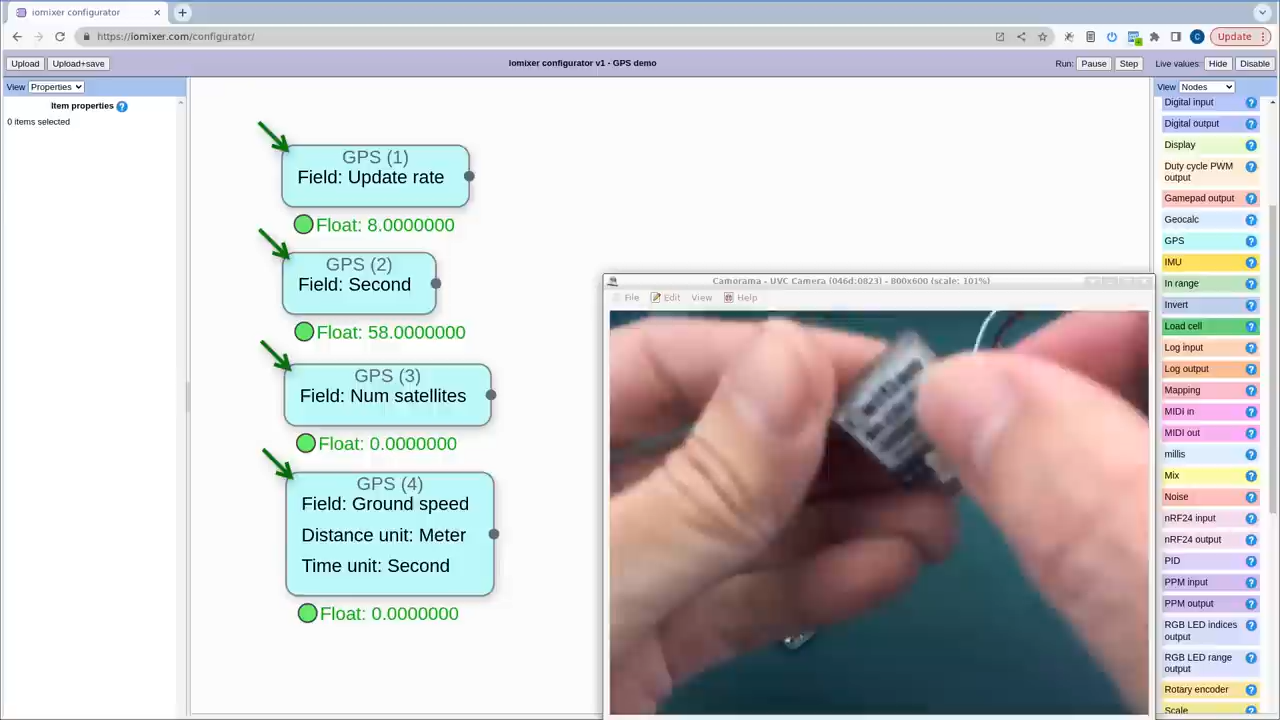 iomixer configurator
https://iomixer.com/configurator/
Update
Upload
Upload+save
Iomixer configurator v1 - GPS demo
Run:
Pause
Step
Live values:
Hide
Disable
View
Properties
Item properties
0 items selected
GPS (1)
Field: Update rate
Float: 8.0000000
GPS (2)
Field: Second
Float: 58.0000000
GPS (3)
Field: Num satellites
Float: 0.0000000
GPS (4)
Field: Ground speed
Distance unit: Meter
Time unit: Second
Float: 0.0000000
Camorama - UVC Camera (046d:0823) - 800x600 (scale: 101%)
File
Edit
View
Help
View
Nodes
Digital input
Digital output
Display
Duty cycle PWM
output
Gamepad output
Geocalc
GPS
IMU
In range
Invert
Load cell
Log input
Log output
Mapping
MIDI in
MIDI out
millis
Mix
Noise
nRF24 input
nRF24 output
PID
PPM input
PPM output
RGB LED indices
output
RGB LED range
output
Rotary encoder
Scale